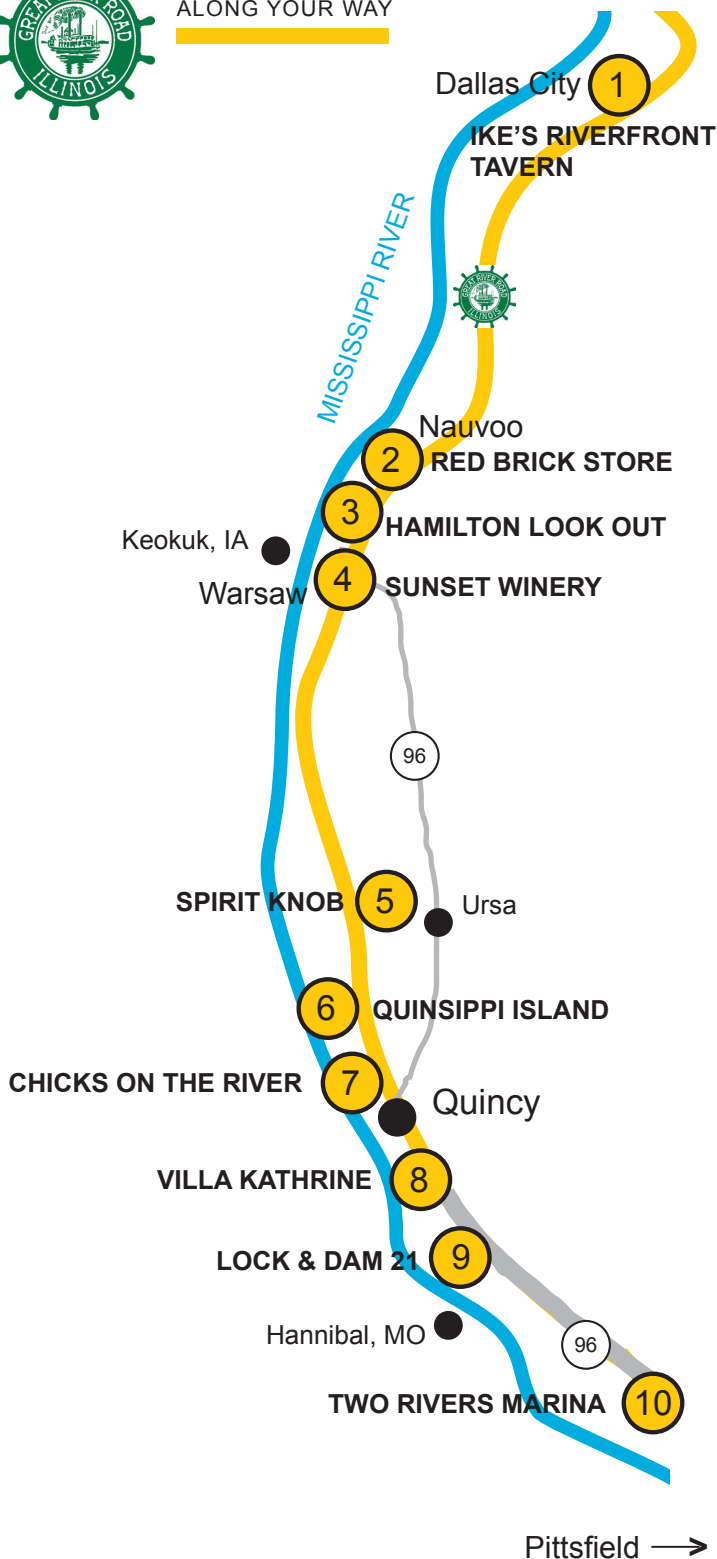 ALONG YOUR WAY
ILLINOIS
Dallas City
1
IKE'S RIVERFRONT
TAVERN
MISSISSIPPI RIVER
GREAT RIVER ROAD
ILLINOIS
Nauvoo
2
RED BRICK STORE
3
HAMILTON LOOK OUT
Keokuk, IA
4
Warsaw
SUNSET WINERY
96
SPIRIT KNOB
5
Ursa
6
QUINSIPPI ISLAND
CHICKS ON THE RIVER
7
Quincy
VILLA KATHRINE
8
LOCK & DAM 21
9
Hannibal, MO
96
TWO RIVERS MARINA
10
Pittsfield